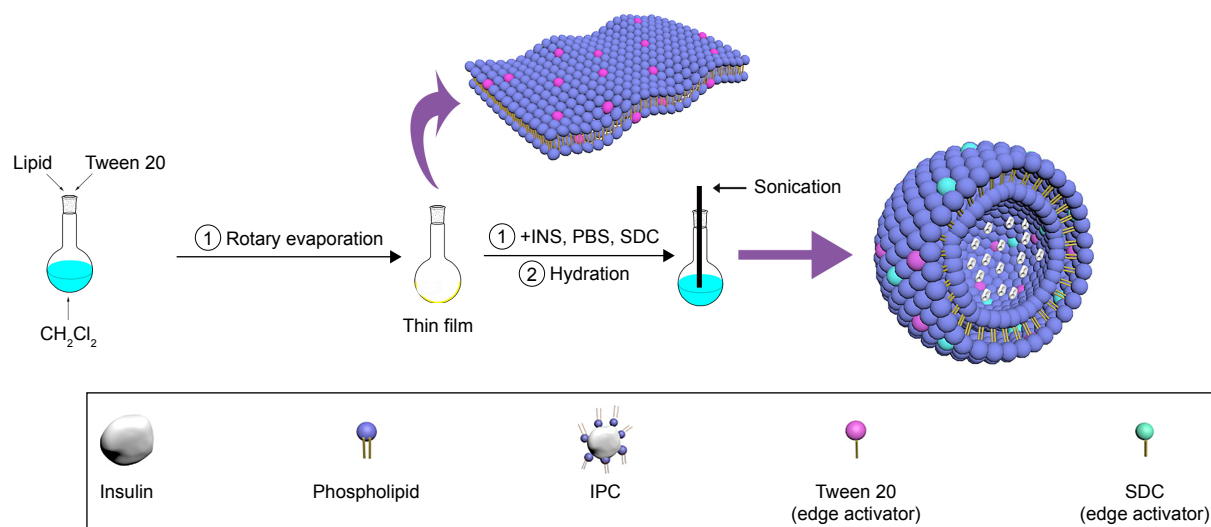 Lipid Tween 20
CH₂Cl₂
① Rotary evaporation
Thin film
① +INS, PBS, SDC
② Hydration
Sonication
Insulin
Phospholipid
IPC
Tween 20
(edge activator)
SDC
(edge activator)